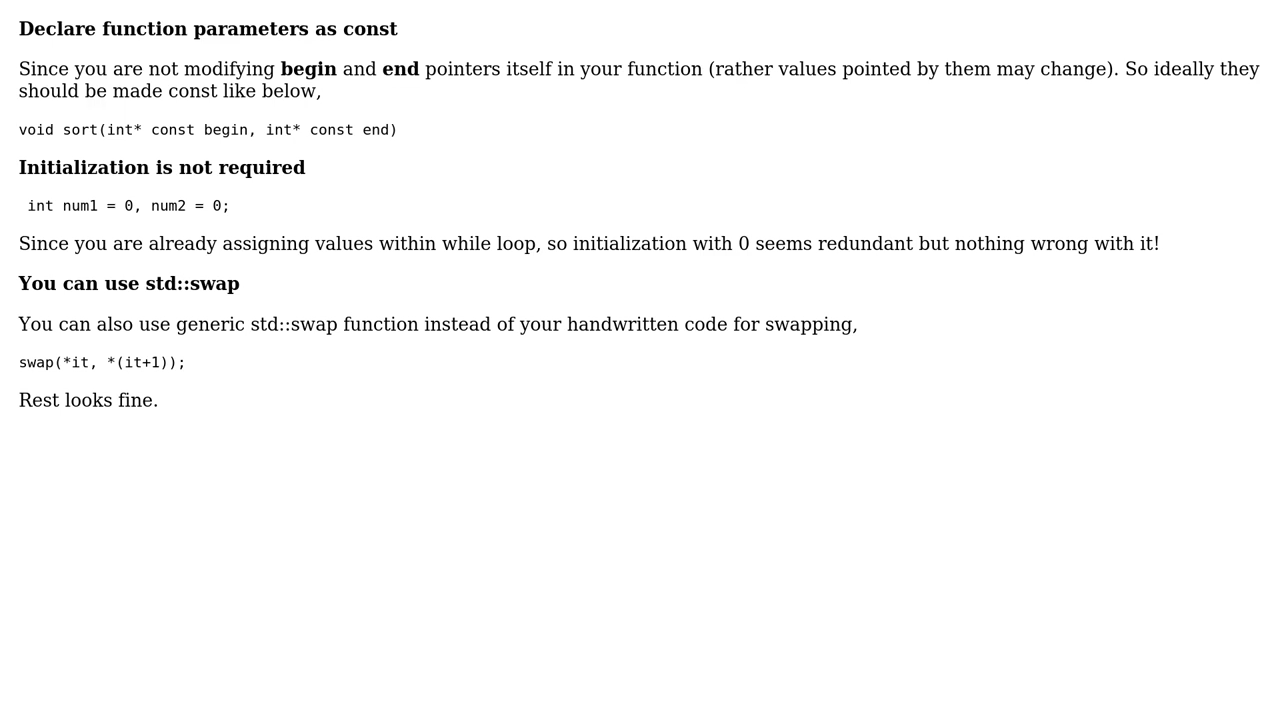 Declare function parameters as const
Since you are not modifying begin and end pointers itself in your function (rather values pointed by them may change). So ideally they
should be made const like below,
void sort(int* const begin, int* const end)
Initialization is not required
int num1 = 0, num2 = 0;
Since you are already assigning values within while loop, so initialization with 0 seems redundant but nothing wrong with it!
You can use std::swap
You can also use generic std::swap function instead of your handwritten code for swapping,
swap(*it, *(it+1));
Rest looks fine.